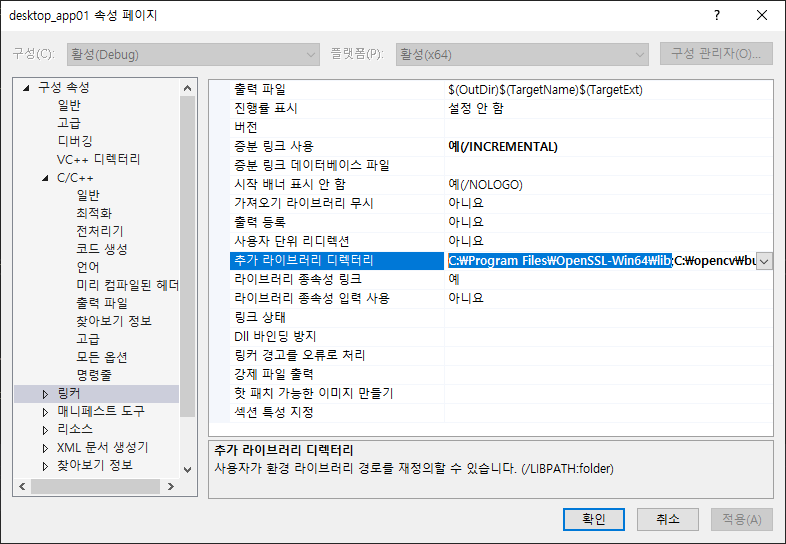 desktop_app01 속성 페이지
구성(C): 활성(Debug) 플랫폼(P): 활성(x64) 구성 관리자(O)...
구성 속성
일반
고급
디버깅
VC++ 디렉터리
C/C++
일반
최적화
전처리기
코드 생성
언어
미리 컴파일된 헤더
출력 파일
찾아보기 정보
고급
모든 옵션
명령줄
링커
매니페스트 도구
리소스
XML 문서 생성기
찾아보기 정보
출력 파일 $(OutDir)$(TargetName)$(TargetExt)
진행률 표시 설정 안 함
버전
증분 링크 사용 예(/INCREMENTAL)
증분 링크 데이터베이스 파일
시작 배너 표시 안 함 예(/NOLOGO)
가져오기 라이브러리 무시 아니요
출력 등록 아니요
사용자 단위 리디렉션 아니요
추가 라이브러리 디렉터리 C:₩Program Files₩OpenSSL-Win64₩lib;C:₩opencv₩bu
라이브러리 종속성 링크 예
라이브러리 종속성 입력 사용 아니요
링크 상태
Dll 바인딩 방지
링커 경고를 오류로 처리
강제 파일 출력
핫 패치 가능한 이미지 만들기
섹션 특성 지정
추가 라이브러리 디렉터리
사용자가 환경 라이브러리 경로를 재정의할 수 있습니다. (/LIBPATH:folder)
확인 취소 적용(A)